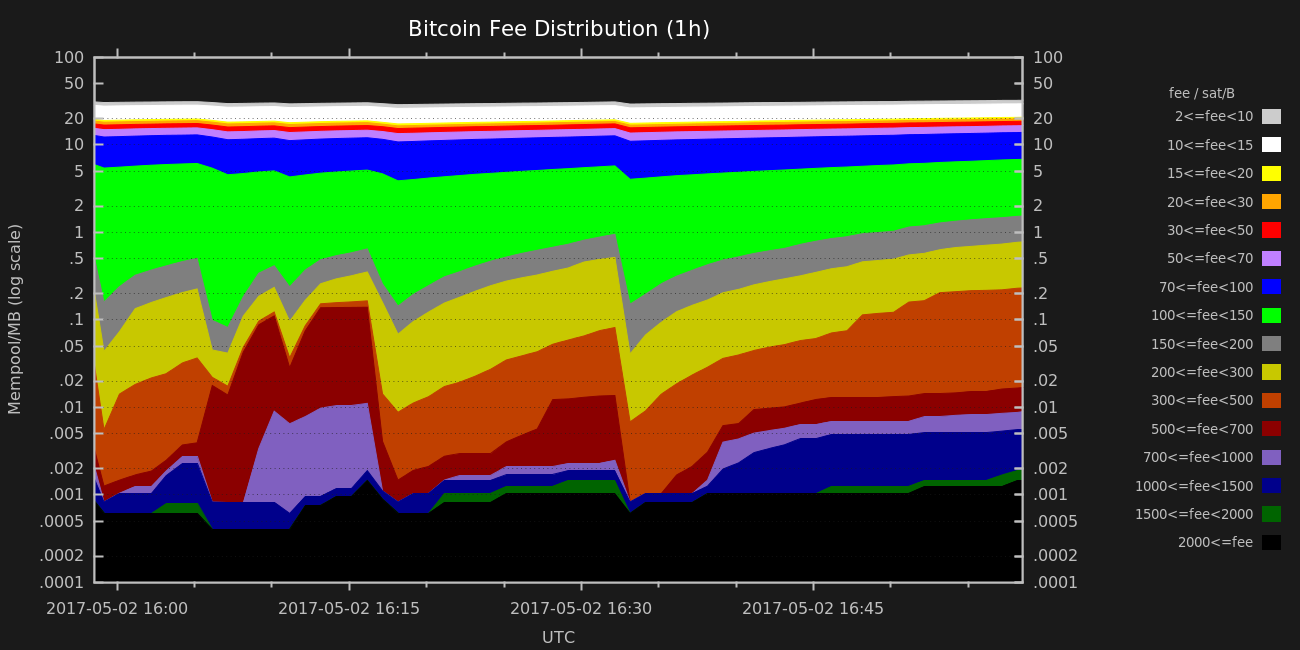 Bitcoin Fee Distribution (1h)
100
50
20
10
5
2
1
.5
.2
.1
.05
.02
.01
.005
.002
.001
.0005
.0002
.0001
Mempool/MB (log scale)
100
50
20
10
5
2
1
.5
.2
.1
.05
.02
.01
.005
.002
.001
.0005
.0002
.0001
2017-05-02 16:00
2017-05-02 16:15
2017-05-02 16:30
2017-05-02 16:45
UTC
fee / sat/B
2<=fee<10
10<=fee<15
15<=fee<20
20<=fee<30
30<=fee<50
50<=fee<70
70<=fee<100
100<=fee<150
150<=fee<200
200<=fee<300
300<=fee<500
500<=fee<700
700<=fee<1000
1000<=fee<1500
1500<=fee<2000
2000<=fee